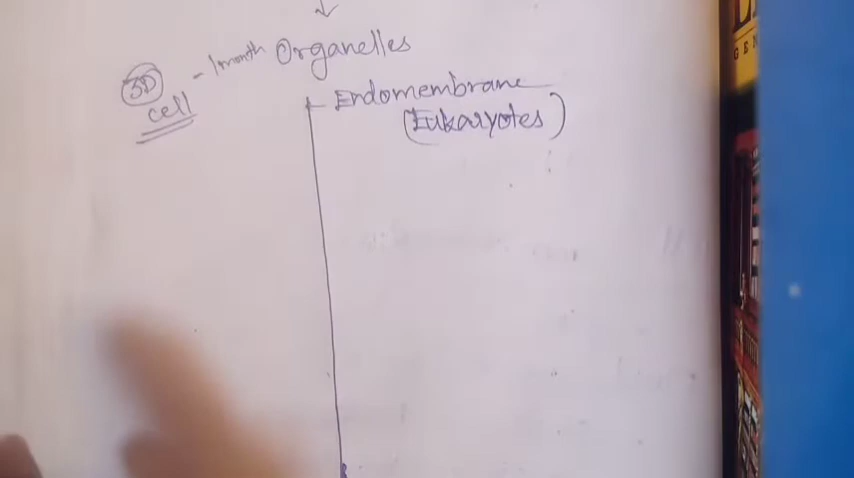 3D - 1 month Organelles
cell
Endomembrane
(Eukaryotes)